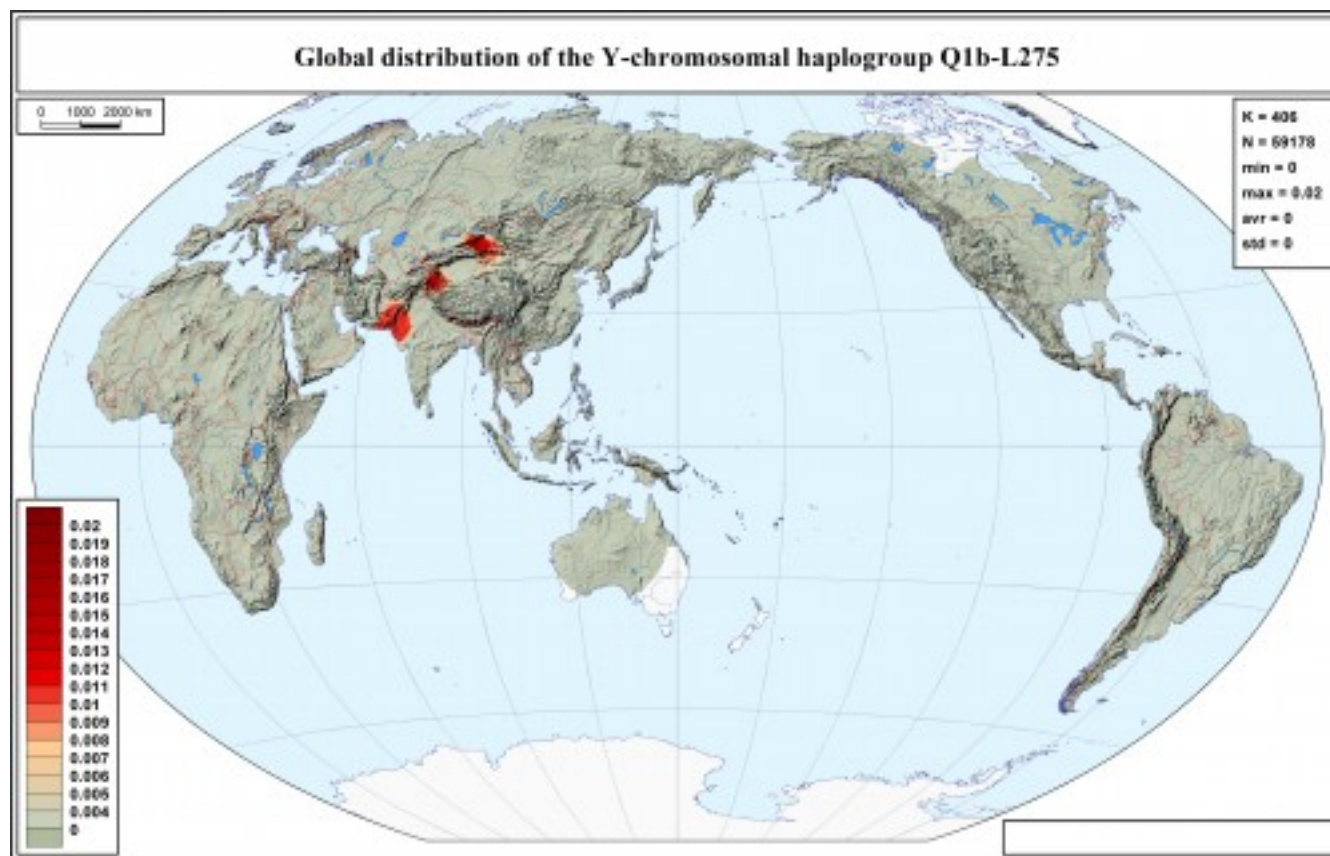 Global distribution of the Y-chromosomal haplogroup Q1b-L275
0 1000 2000 km
K = 406
N = 59178
min = 0
max = 0.02
avr = 0
std = 0
0.02
0.019
0.018
0.017
0.016
0.015
0.014
0.013
0.012
0.011
0.01
0.009
0.008
0.007
0.006
0.005
0.004
0